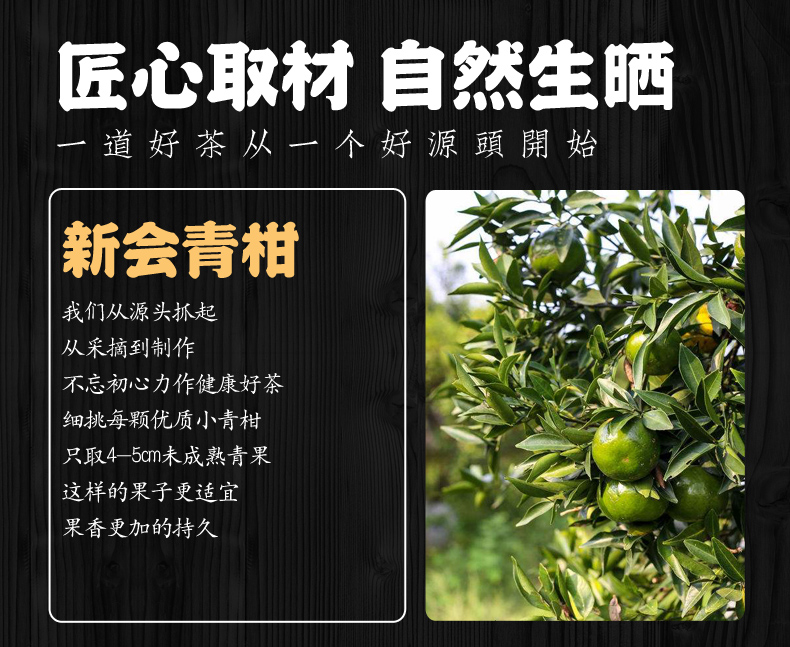 匠心取材 自然生晒
一道好茶从一个好源頭開始
新会青柑
我们从源头抓起
从采摘到制作
不忘初心力作健康好茶
细挑每颗优质小青柑
只取4-5cm未成熟青果
这样的果子更适宜
果香更加的持久